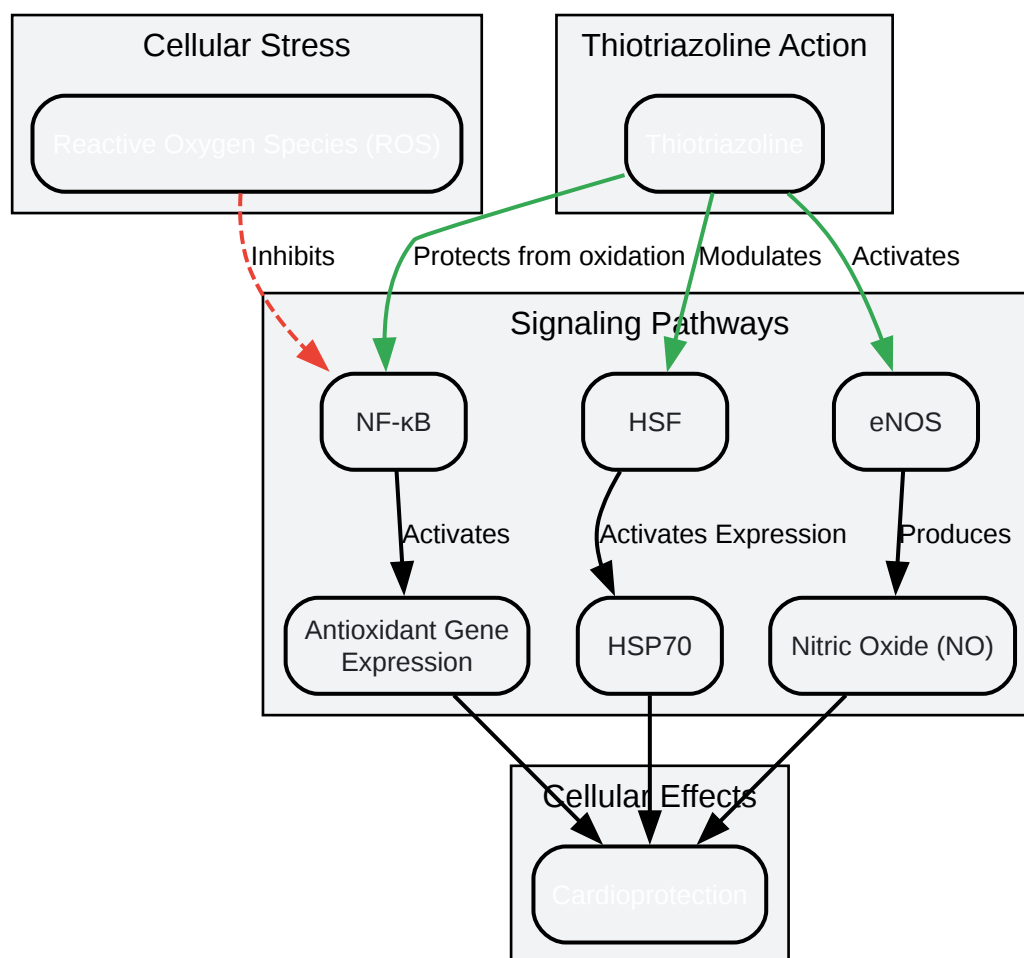 Cellular Stress
Thiotriazoline Action
Reactive Oxygen Species (ROS)
Thiotriazoline
Inhibits
Protects from oxidation
Modulates
Activates
Signaling Pathways
NF-κB
HSF
eNOS
Activates
Activates Expression
Produces
Antioxidant Gene
Expression
HSP70
Nitric Oxide (NO)
Cellular Effects
Cardioprotection